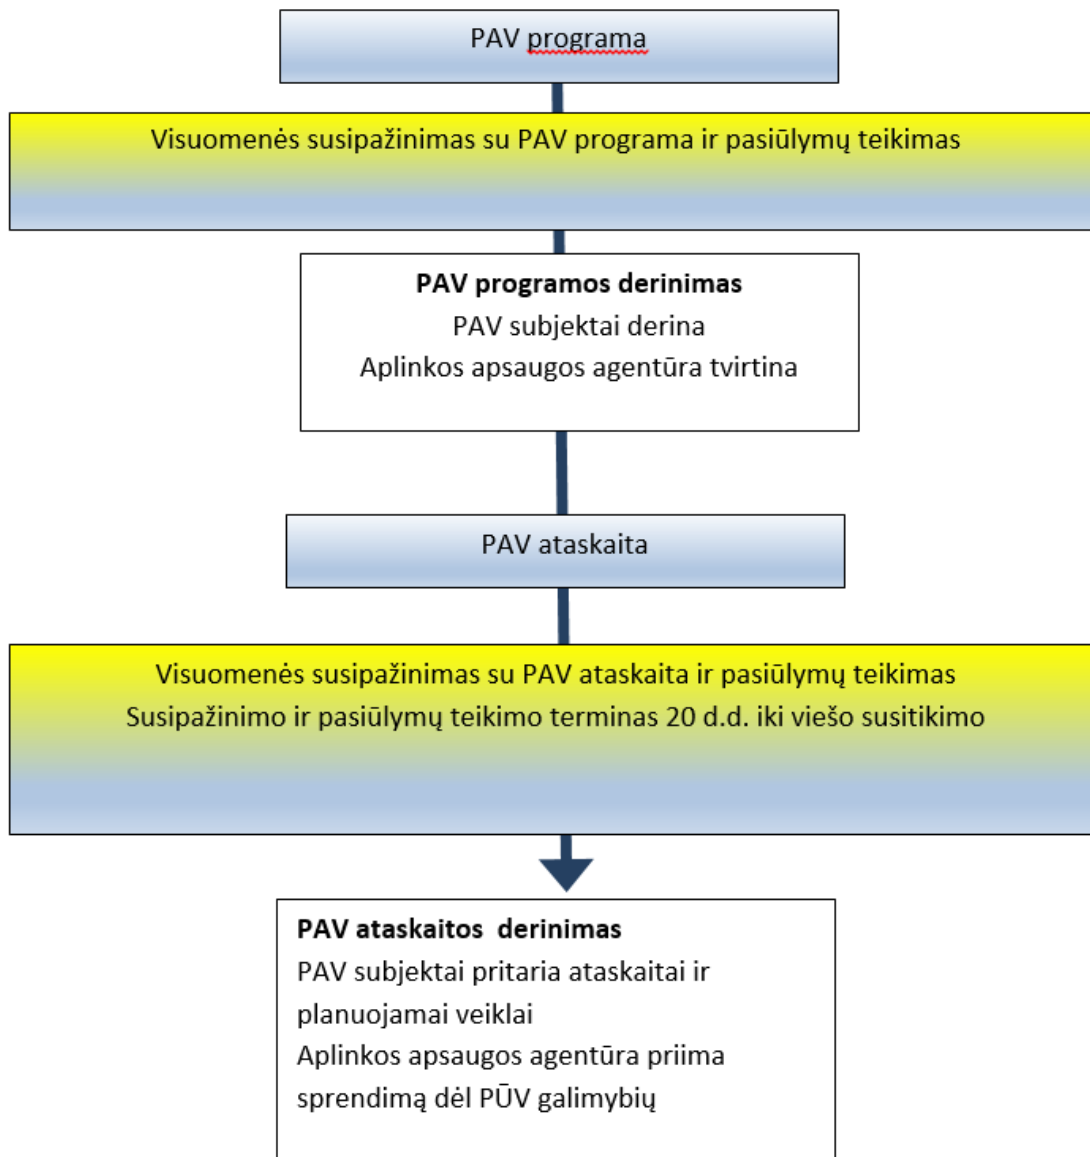 PAV programa
Visuomenės susipažinimas su PAV programa ir pasiūlymų teikimas
PAV programos derinimas
PAV subjektai derina
Aplinkos apsaugos agentūra tvirtina
PAV ataskaita
Visuomenės susipažinimas su PAV ataskaita ir pasiūlymų teikimas
Susipažinimo ir pasiūlymų teikimo terminas 20 d.d. iki viešo susitikimo
PAV ataskaitos derinimas
PAV subjektai pritaria ataskaitai ir
planuojamai veiklai
Aplinkos apsaugos agentūra priima
sprendimą dėl PŪV galimybių